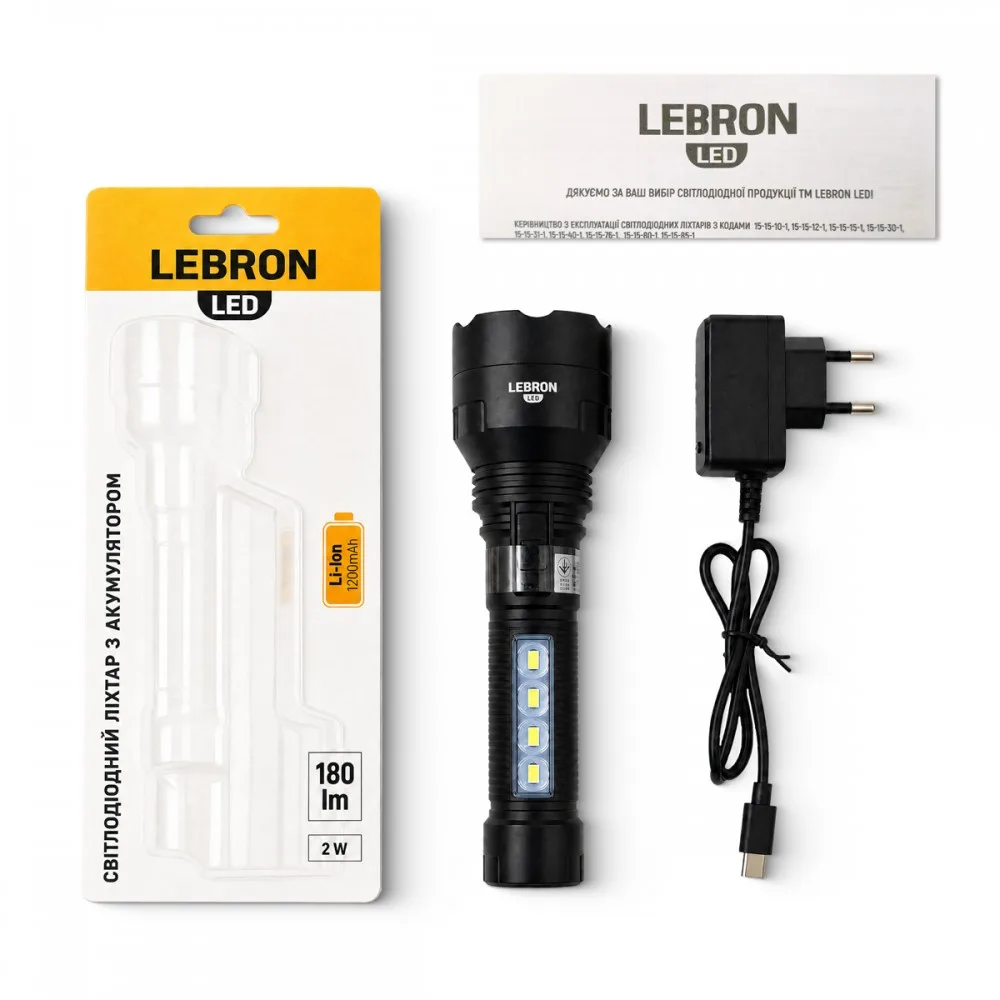 LEBRON
LED
ДЯКУЄМО ЗА ВАШ ВИБІР СВІТЛОДІОДНОЇ ПРОДУКЦІЇ ТМ LEBRON LED!
КЕРІВНИЦТВО З ЕКСПЛУАТАЦІЇ СВІТЛОДІОДНИХ ЛІХТАРІВ З КОДАМИ 15-15-10-1, 15-15-12-1, 15-15-15-1, 15-15-30-1,
15-15-31-1, 15-15-40-1, 15-15-76-1, 15-15-80-1, 15-15-85-1
LEBRON
LED
СВІТЛОДІОДНИЙ ЛІХТАР З АКУМУЛЯТОРОМ
Li-Ion
1200mAh
180
lm
2 W
LEBRON
LED